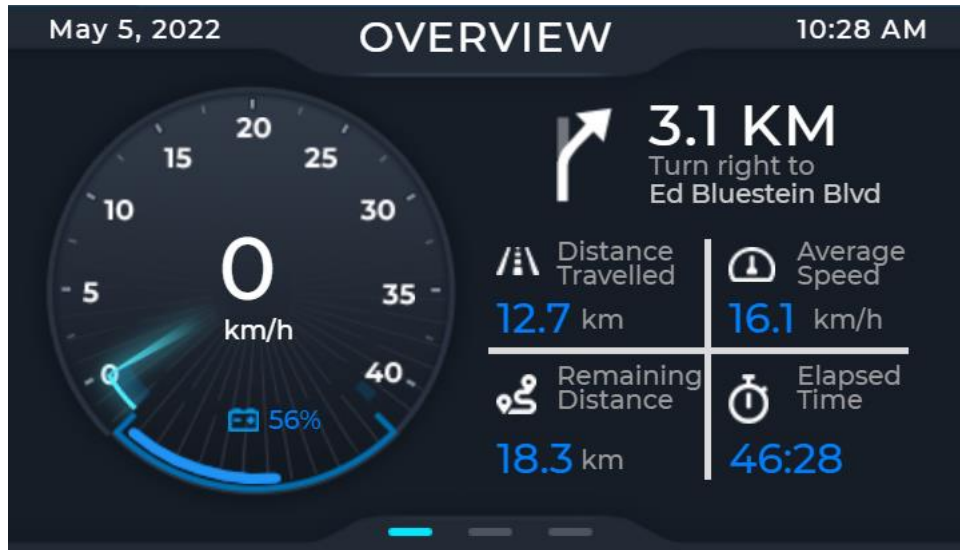 May 5, 2022
OVERVIEW
10:28 AM
20
15
25
10
30
5
35
0
40
0
km/h
56%
3.1 KM
Turn right to
Ed Bluestein Blvd
Distance
Travelled
12.7 km
Average
Speed
16.1 km/h
Remaining
Distance
18.3 km
Elapsed
Time
46:28